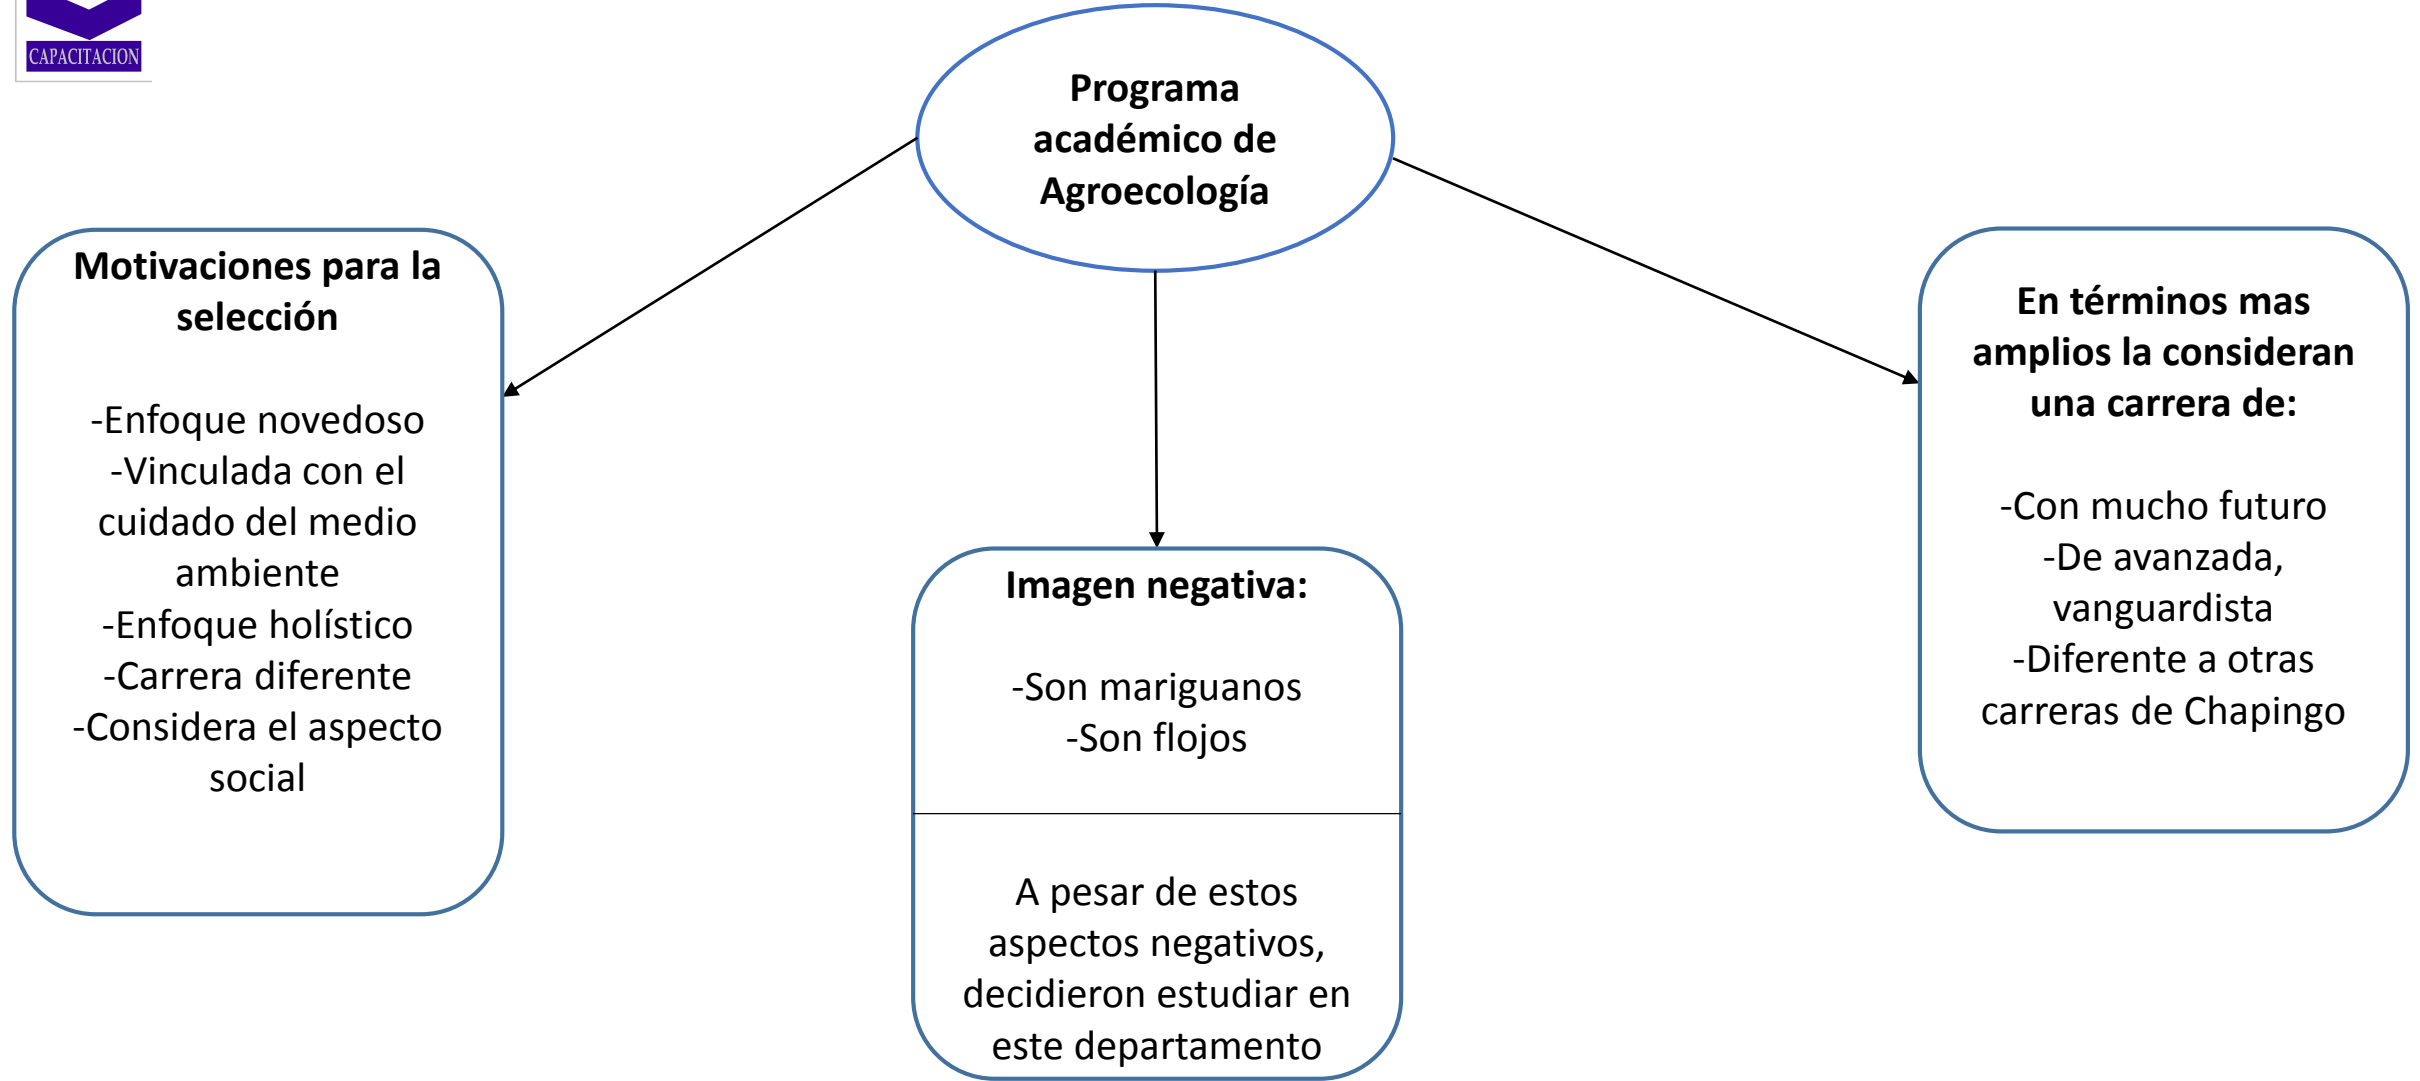 CAPACITACION
Programa
académico de
Agroecología
Motivaciones para la
selección
-Enfoque novedoso
-Vinculada con el
cuidado del medio
ambiente
-Enfoque holístico
-Carrera diferente
-Considera el aspecto
social
Imagen negativa:
-Son mariguanos
-Son flojos
A pesar de estos
aspectos negativos,
decidieron estudiar en
este departamento
En términos mas
amplios la consideran
una carrera de:
-Con mucho futuro
-De avanzada,
vanguardista
-Diferente a otras
carreras de Chapingo